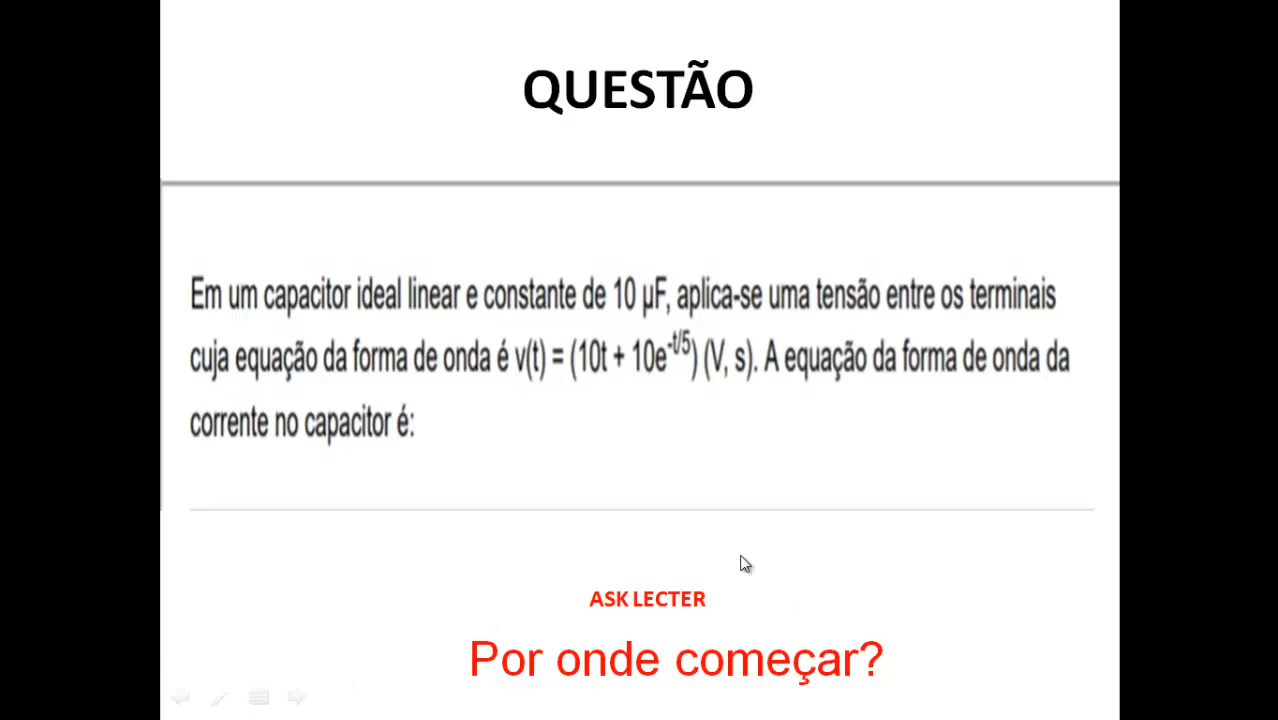 QUESTÃO
Em um capacitor ideal linear e constante de 10 µF, aplica-se uma tensão entre os terminais
cuja equação da forma de onda é v(t) = (10t + 10e^-t/5) (V, s). A equação da forma de onda da
corrente no capacitor é:
ASK LECTER
Por onde começar?